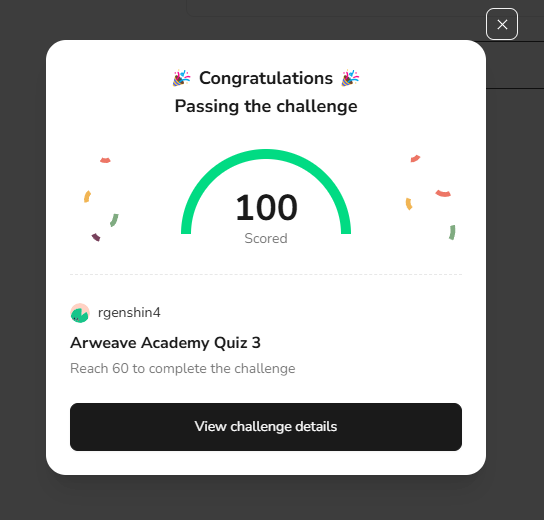 🎉 Congratulations 🎉
Passing the challenge
100
Scored
rgenshin4
Arweave Academy Quiz 3
Reach 60 to complete the challenge
View challenge details